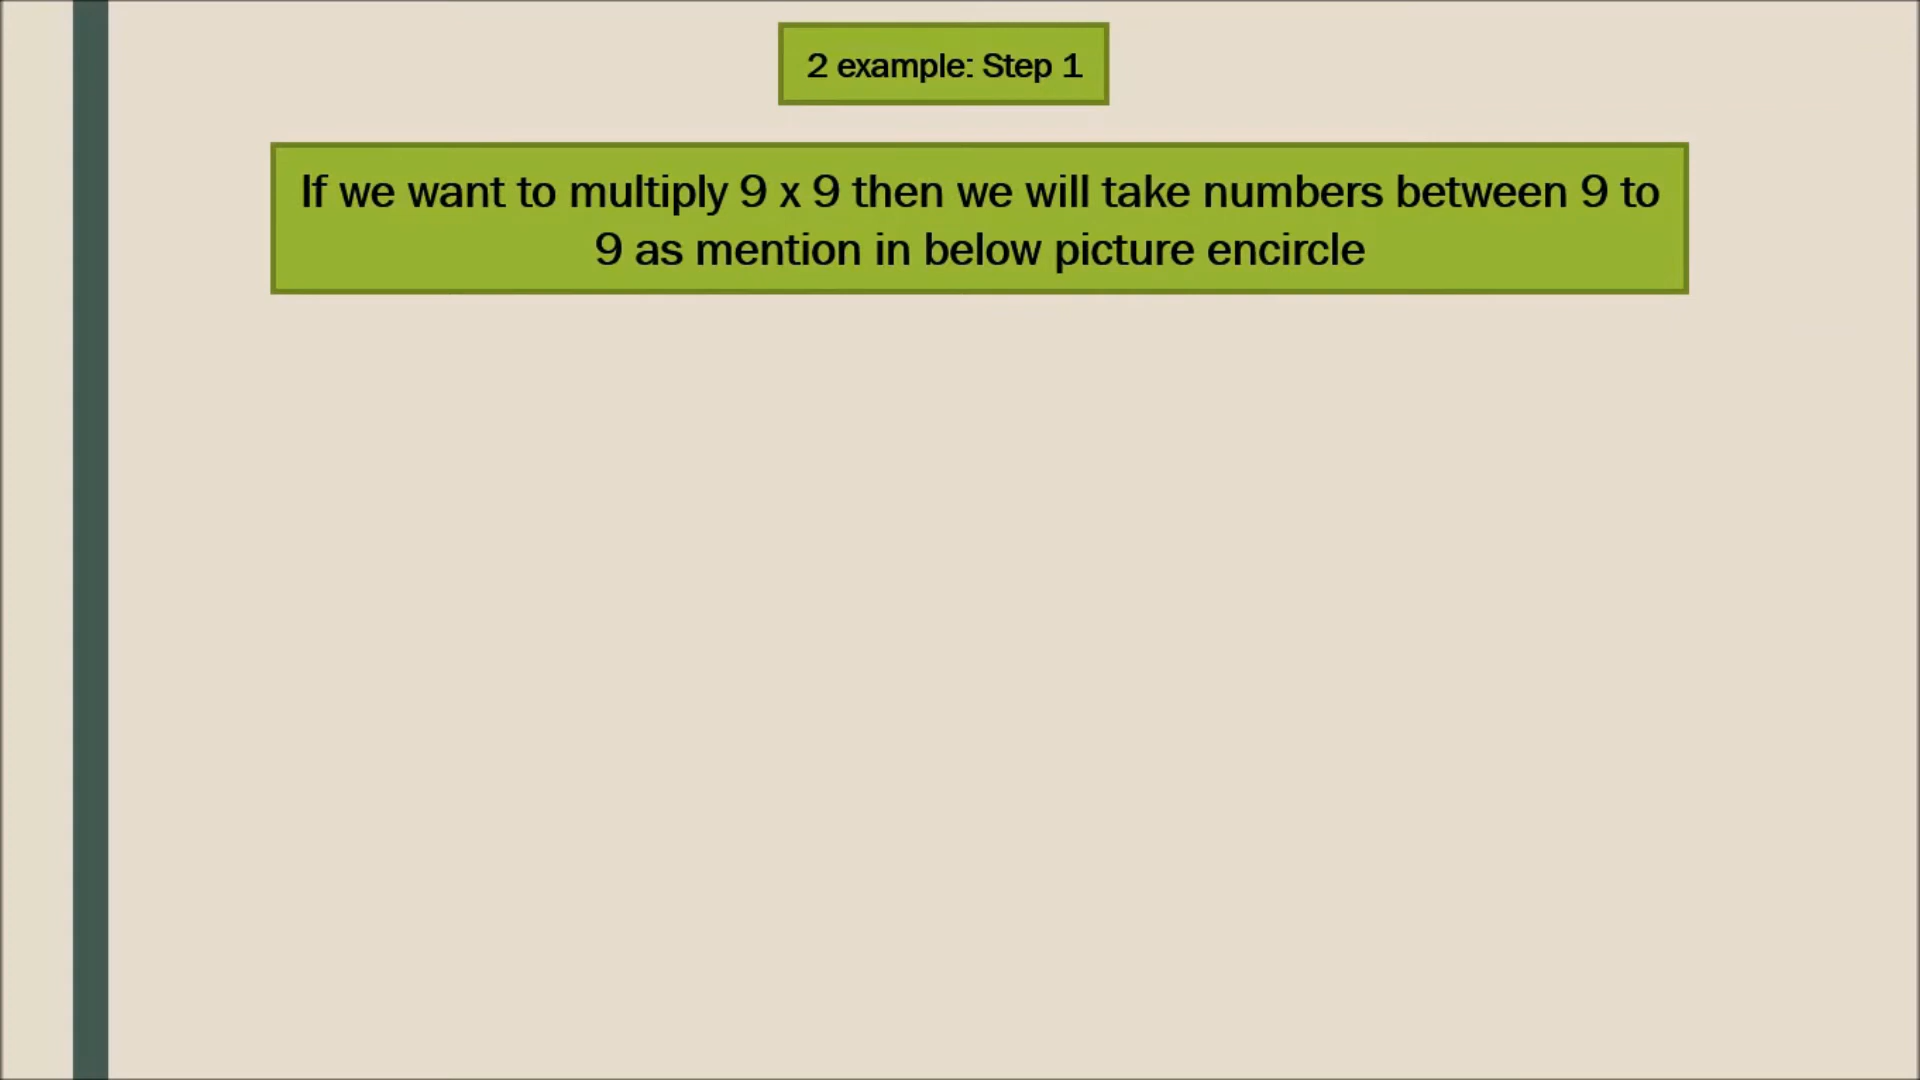 2 example: Step 1
If we want to multiply 9 x 9 then we will take numbers between 9 to
9 as mention in below picture encircle